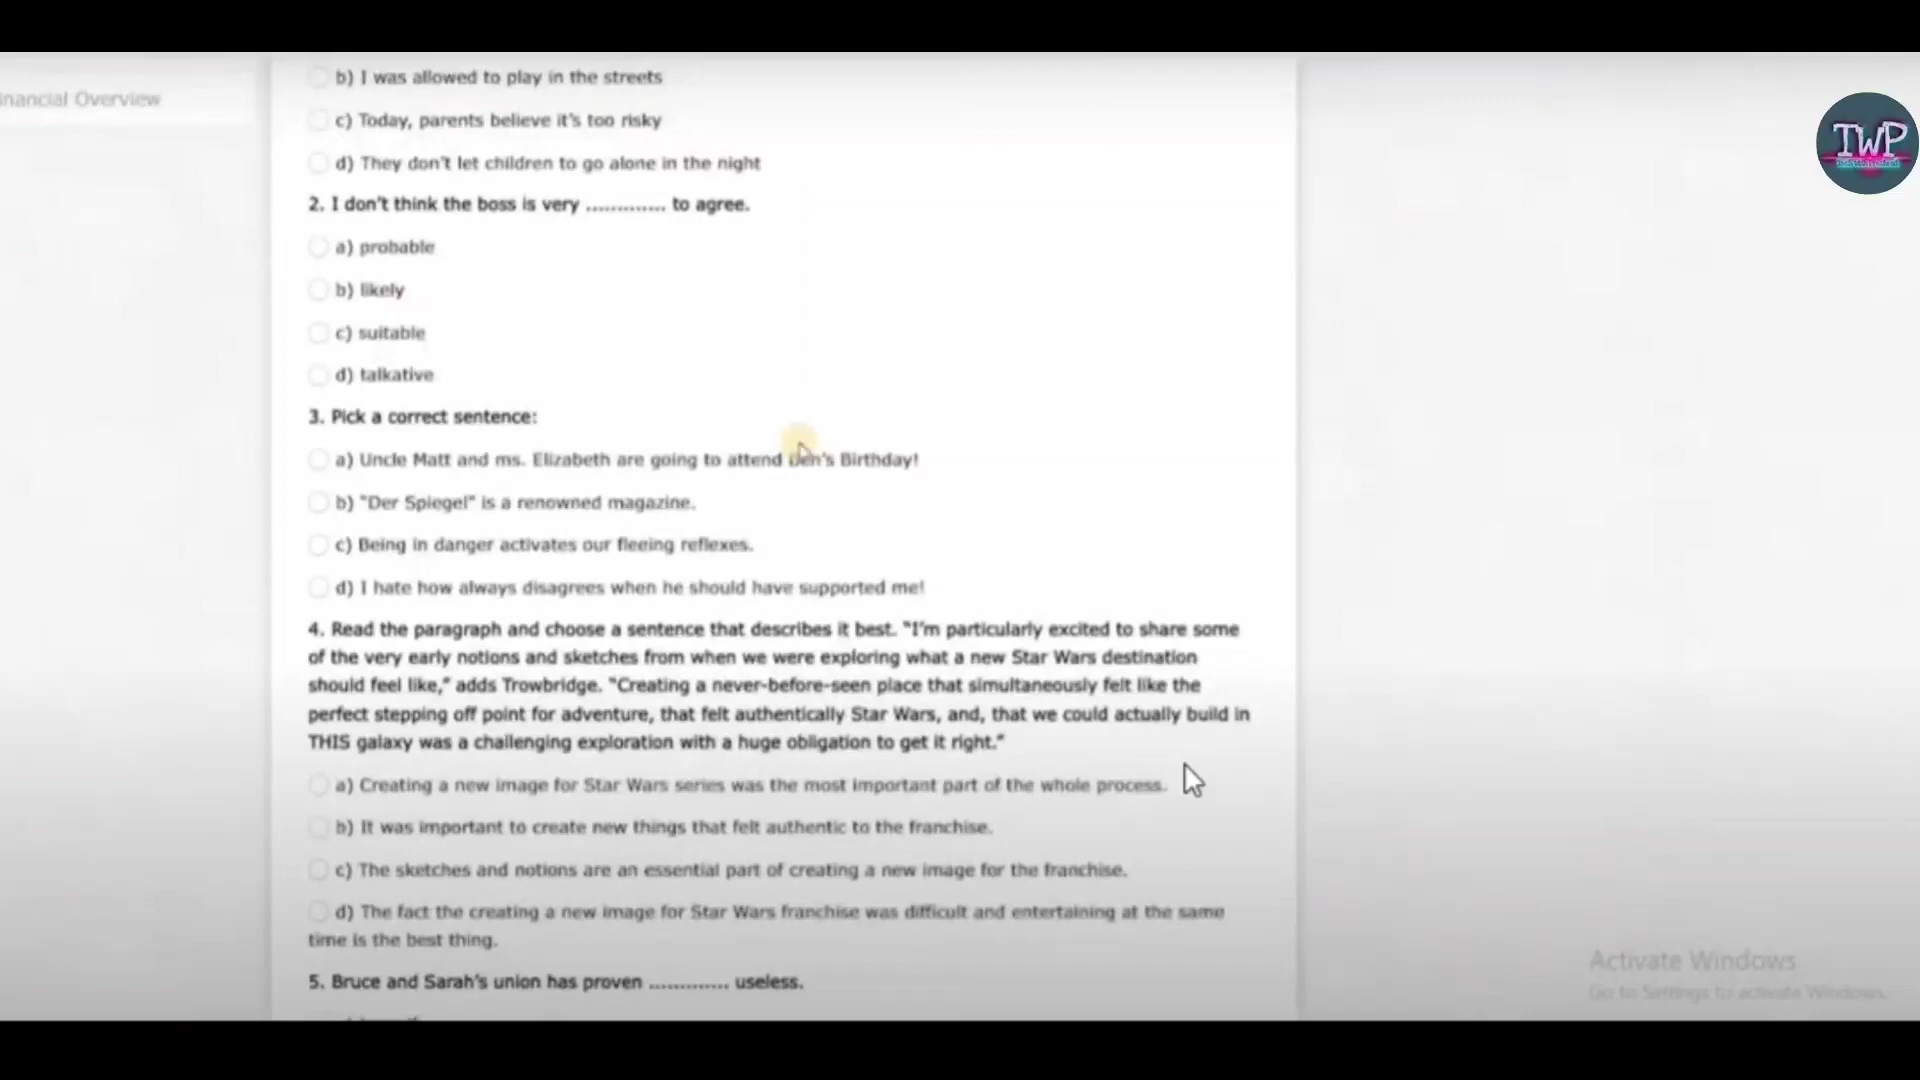 b) I was allowed to play in the streets
inancial Overview
c) Today, parents believe it's too risky
TWP
d) They don't let children to go alone in the night
2. I don't think the boss is very ............. to agree.
a) probable
b) likely
c) suitable
d) talkative
3. Pick a correct sentence:
a) Uncle Matt and ms. Elizabeth are going to attend Ben's Birthday!
b) "Der Spiegel" is a renowned magazine.
c) Being in danger activates our fleeing reflexes.
d) I hate how always disagrees when he should have supported me!
4. Read the paragraph and choose a sentence that describes it best. "I'm particularly excited to share some
of the very early notions and sketches from when we were exploring what a new Star Wars destination
should feel like," adds Trowbridge. "Creating a never-before-seen place that simultaneously felt like the
perfect stepping off point for adventure, that felt authentically Star Wars, and, that we could actually build in
THIS galaxy was a challenging exploration with a huge obligation to get it right."
a) Creating a new image for Star Wars series was the most important part of the whole process.
b) It was important to create new things that felt authentic to the franchise.
c) The sketches and notions are an essential part of creating a new image for the franchise.
d) The fact the creating a new image for Star Wars franchise was difficult and entertaining at the same
time is the best thing.
5. Bruce and Sarah's union has proven ............. useless.
Activate Windows
Go to Settings to activate Windows.